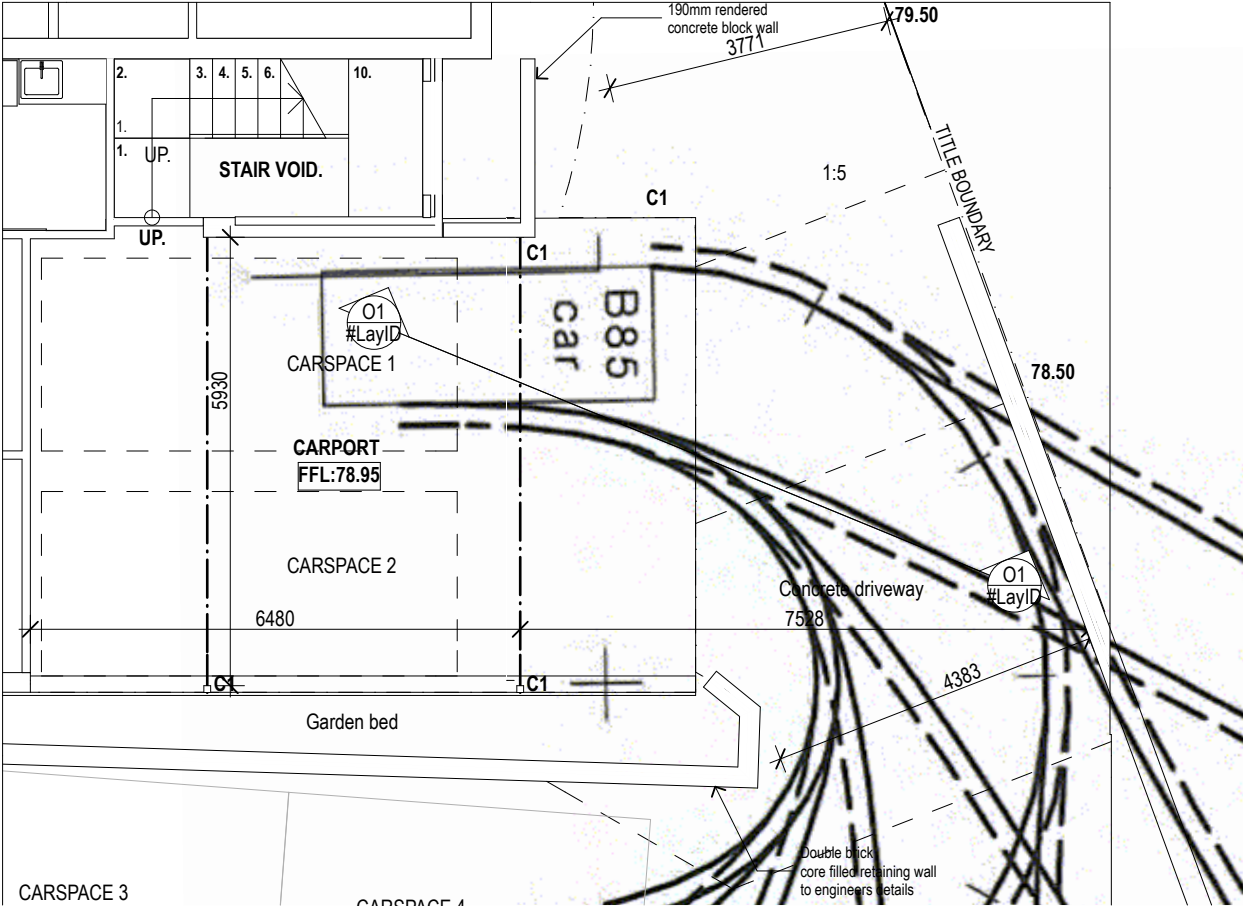 190mm rendered
concrete block wall
79.50
3771
2.
3.
4.
5.
6.
10.
1.
1.
UP.
STAIR VOID.
UP.
TITLE BOUNDARY
1:5
C1
C1
B85
car
O1
#LayID
CARSPACE 1
5930
78.50
CARPORT
FFL:78.95
CARSPACE 2
O1
#LayID
Concrete driveway
6480
7528
4383
C1
C1
Garden bed
Double brick
core filled retaining wall
to engineers details
CARSPACE 3
CARSPACE 4